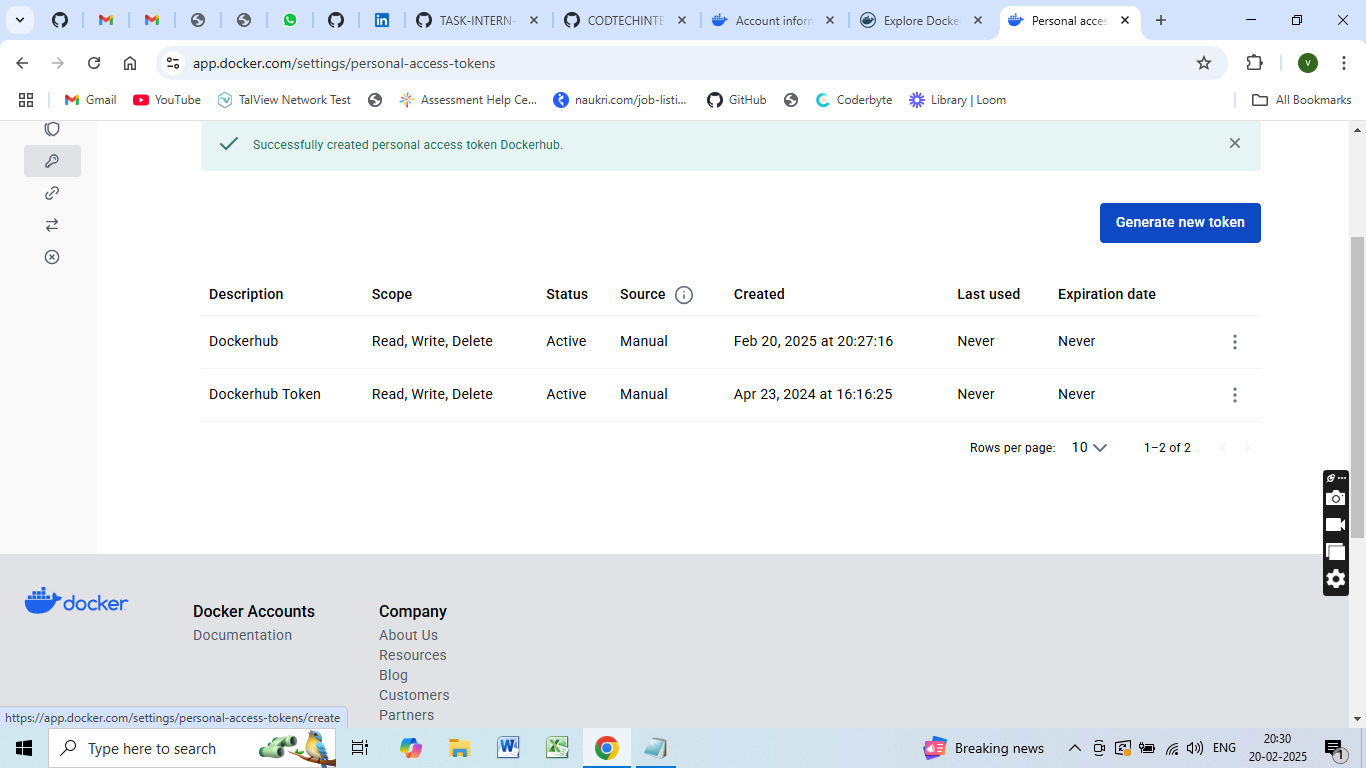 TASK-INTERN-
CODTECHINTE
Account inforn
Explore Docke
Personal acces
app.docker.com/settings/personal-access-tokens
V
Gmail
YouTube
TalView Network Test
Assessment Help Ce...
naukri.com/job-listi...
GitHub
Coderbyte
Library | Loom
All Bookmarks
Successfully created personal access token Dockerhub.
Generate new token
Description Scope Status Source Created Last used Expiration date
Dockerhub Read, Write, Delete Active Manual Feb 20, 2025 at 20:27:16 Never Never
Dockerhub Token Read, Write, Delete Active Manual Apr 23, 2024 at 16:16:25 Never Never
Rows per page: 10 1–2 of 2
docker
Docker Accounts
Documentation
Company
About Us
Resources
Blog
Customers
Partners
https://app.docker.com/settings/personal-access-tokens/create
Type here to search
Breaking news
ENG
20:30
20-02-2025
1